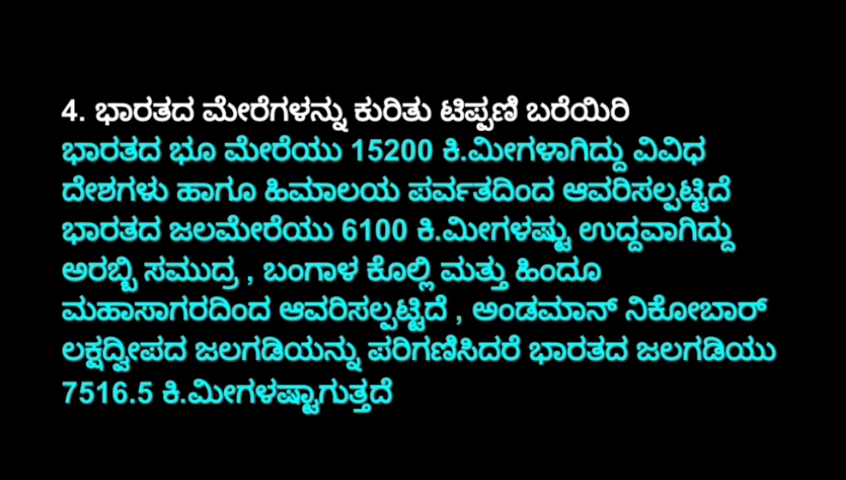 4. ಭಾರತದ ಮೇರೆಗಳನ್ನು ಕುರಿತು ಟಿಪ್ಪಣಿ ಬರೆಯಿರಿ
ಭಾರತದ ಭೂ ಮೇರೆಯು 15200 ಕಿ.ಮೀಗಳಾಗಿದ್ದು ವಿವಿಧ
ದೇಶಗಳು ಹಾಗೂ ಹಿಮಾಲಯ ಪರ್ವತದಿಂದ ಆವರಿಸಲ್ಪಟ್ಟಿದೆ
ಭಾರತದ ಜಲಮೇರೆಯು 6100 ಕಿ.ಮೀಗಳಷ್ಟು ಉದ್ದವಾಗಿದ್ದು
ಅರಬ್ಬಿ ಸಮುದ್ರ , ಬಂಗಾಳ ಕೊಲ್ಲಿ ಮತ್ತು ಹಿಂದೂ
ಮಹಾಸಾಗರದಿಂದ ಆವರಿಸಲ್ಪಟ್ಟಿದೆ , ಅಂಡಮಾನ್ ನಿಕೋಬಾರ್
ಲಕ್ಷದ್ವೀಪದ ಜಲಗಡಿಯನ್ನು ಪರಿಗಣಿಸಿದರೆ ಭಾರತದ ಜಲಗಡಿಯು
7516.5 ಕಿ.ಮೀಗಳಷ್ಟಾಗುತ್ತದೆ